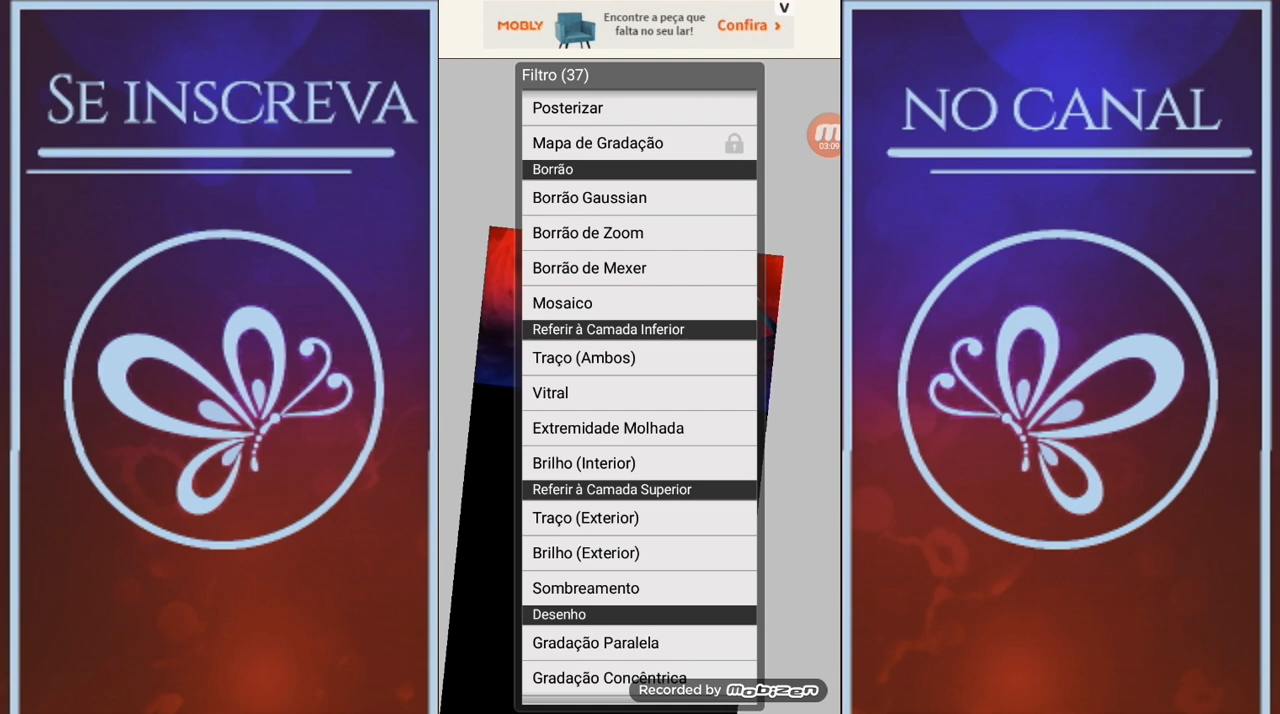 SE INSCREVA
MOBLY
Encontre a peça que
falta no seu lar!
Confira
V
Filtro (37)
Posterizar
Mapa de Gradação
Borrão
Borrão Gaussian
Borrão de Zoom
Borrão de Mexer
Mosaico
Referir à Camada Inferior
Traço (Ambos)
Vitral
Extremidade Molhada
Brilho (Interior)
Referir à Camada Superior
Traço (Exterior)
Brilho (Exterior)
Sombreamento
Desenho
Gradação Paralela
Gradação Concêntrica
Recorded by Mobizen
03:09
NO CANAL